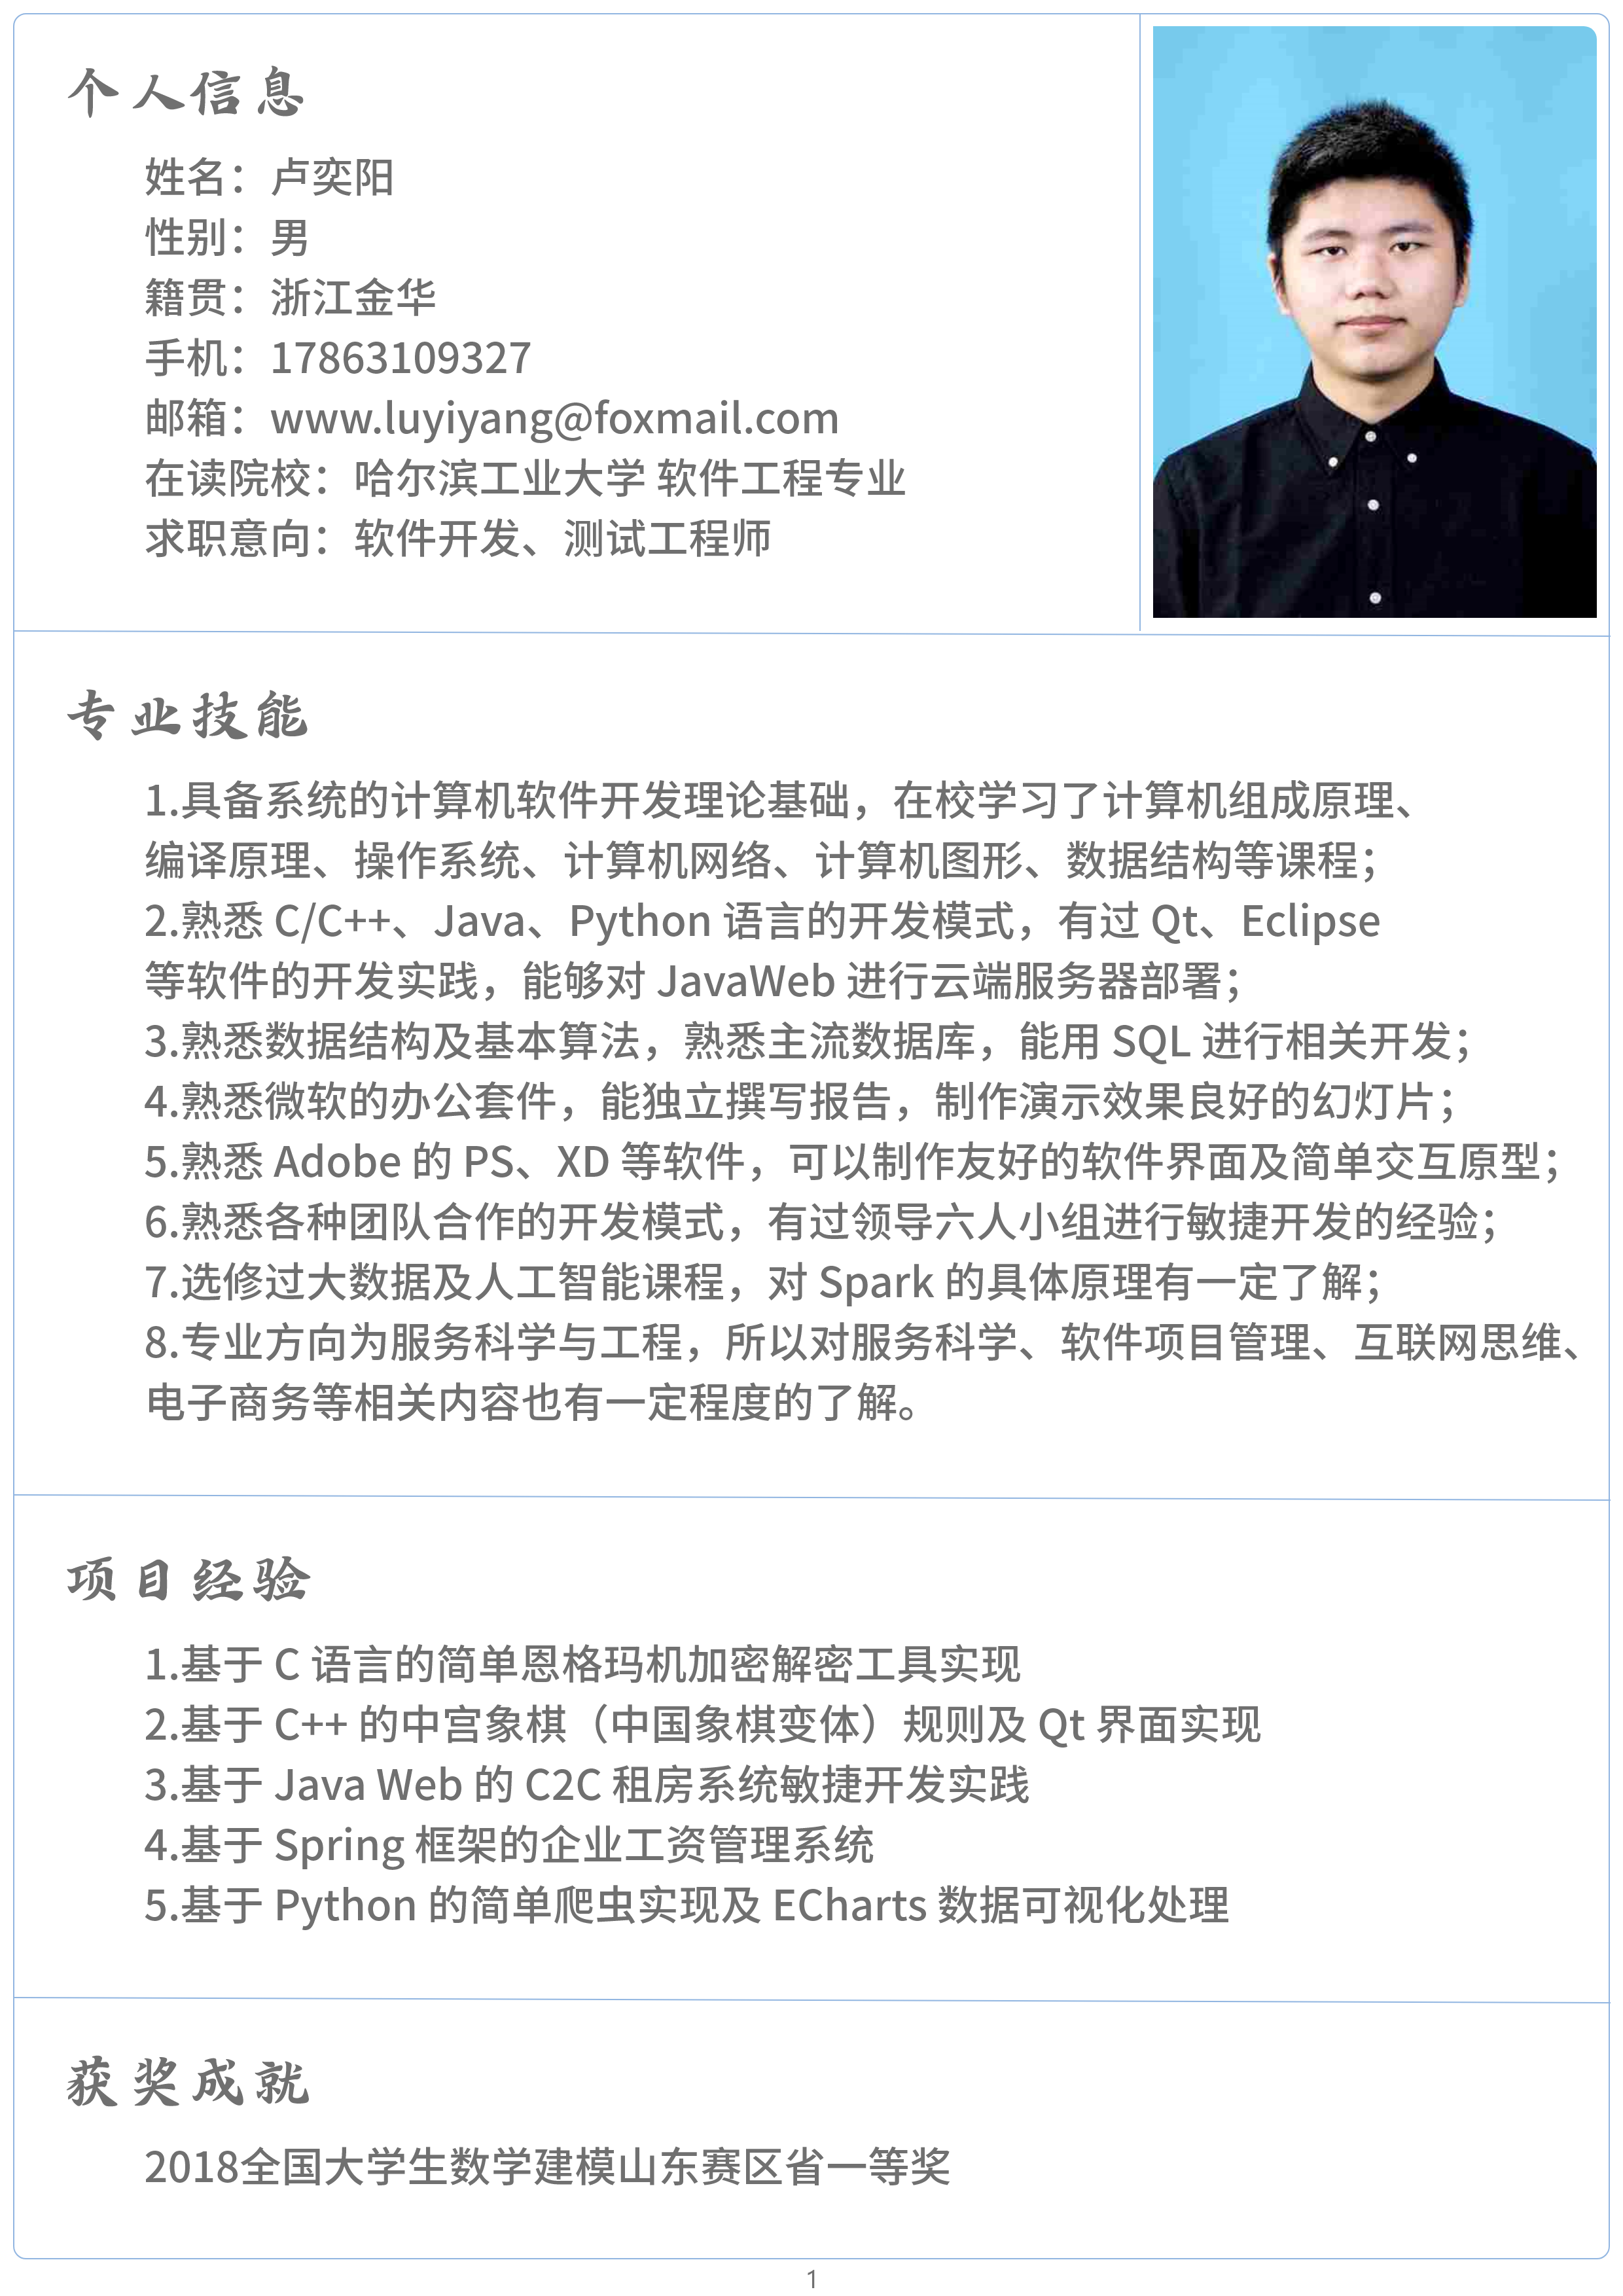 个人信息
姓名：卢奕阳
性别：男
籍贯：浙江金华
手机：17863109327
邮箱：www.luyiyang@foxmail.com
在读院校：哈尔滨工业大学 软件工程专业
求职意向：软件开发、测试工程师
专业技能
1.具备系统的计算机软件开发理论基础，在校学习了计算机组成原理、
编译原理、操作系统、计算机网络、计算机图形、数据结构等课程；
2.熟悉 C/C++、Java、Python 语言的开发模式，有过 Qt、Eclipse
等软件的开发实践，能够对 JavaWeb 进行云端服务器部署；
3.熟悉数据结构及基本算法，熟悉主流数据库，能用 SQL 进行相关开发；
4.熟悉微软的办公套件，能独立撰写报告，制作演示效果良好的幻灯片；
5.熟悉 Adobe 的 PS、XD 等软件，可以制作友好的软件界面及简单交互原型；
6.熟悉各种团队合作的开发模式，有过领导六人小组进行敏捷开发的经验；
7.选修过大数据及人工智能课程，对 Spark 的具体原理有一定了解；
8.专业方向为服务科学与工程，所以对服务科学、软件项目管理、互联网思维、
电子商务等相关内容也有一定程度的了解。
项目经验
1.基于 C 语言的简单恩格玛机加密解密工具实现
2.基于 C++ 的中宫象棋（中国象棋变体）规则及 Qt 界面实现
3.基于 Java Web 的 C2C 租房系统敏捷开发实践
4.基于 Spring 框架的企业工资管理系统
5.基于 Python 的简单爬虫实现及 ECharts 数据可视化处理
获奖成就
2018全国大学生数学建模山东赛区省一等奖
1